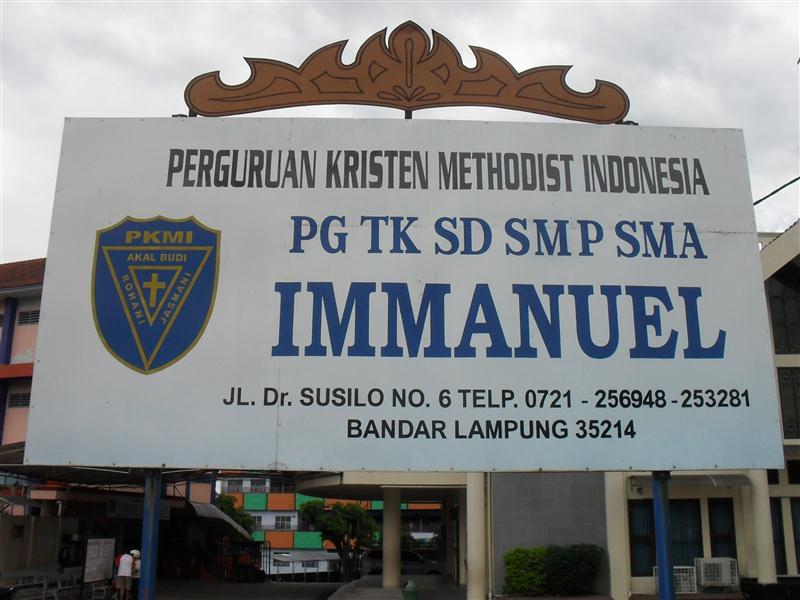 PERGURUAN KRISTEN METHODIST INDONESIA
PG TK SD SMP SMA
IMMANUEL
JL. Dr. SUSILO NO. 6 TELP. 0721 - 256948 - 253281
BANDAR LAMPUNG 35214
PKMI
AKAL BUDI
ROHANI
JASMANI